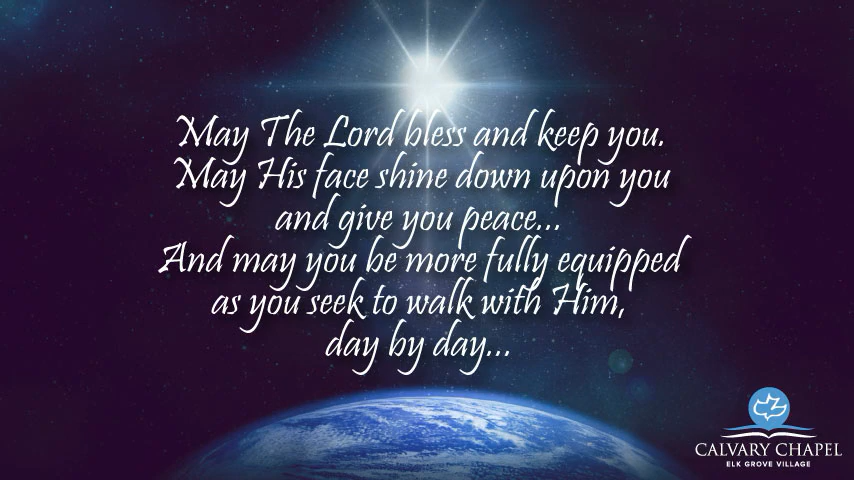 May The Lord bless and keep you.
May His face shine down upon you
and give you peace...
And may you be more fully equipped
as you seek to walk with Him,
day by day...
CALVARY CHAPEL
ELK GROVE VILLAGE